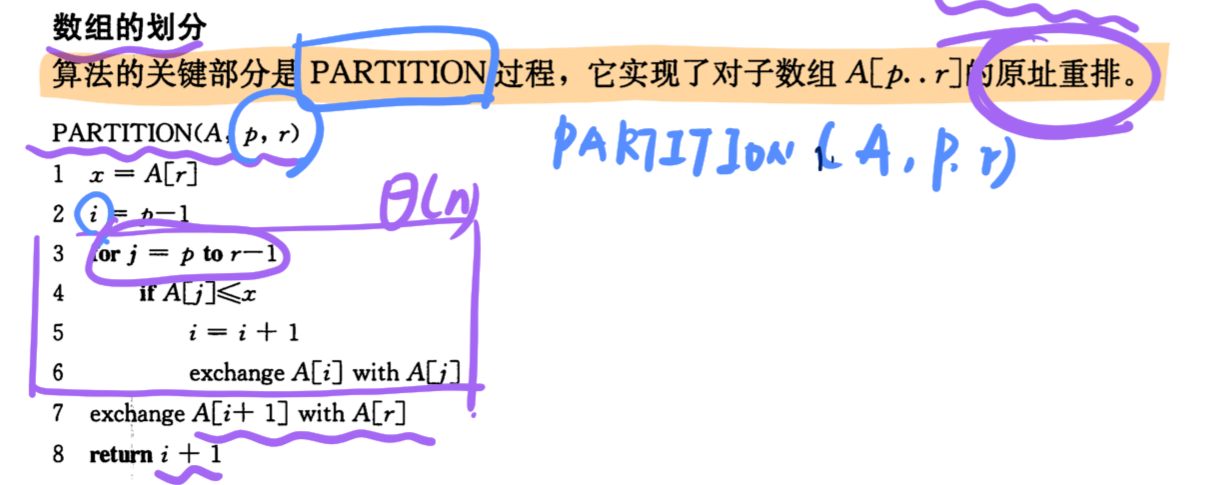 数组的划分
算法的关键部分是 PARTITION 过程，它实现了对子数组 A[p..r]的原址重排。
PARTITION(A, p, r)
PARTITION (A, p, r)
1 x = A[r]
2 i = p-1
θ(n)
3 for j = p to r-1
4 if A[j]≤x
5 i = i + 1
6 exchange A[i] with A[j]
7 exchange A[i+ 1] with A[r]
8 return i + 1